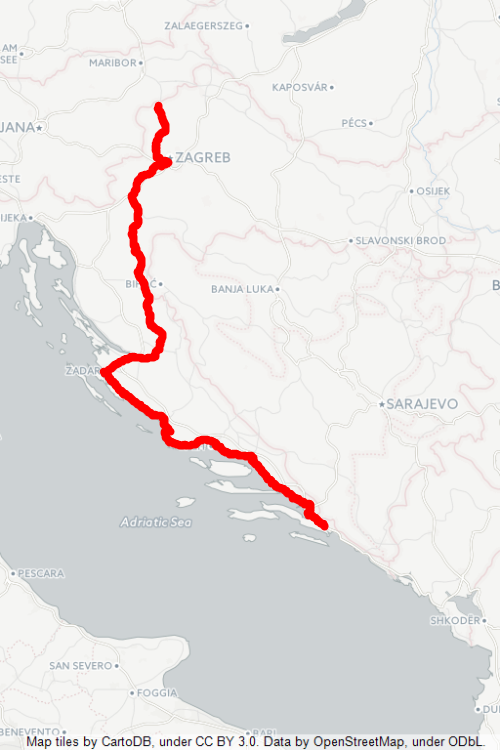 ZALAEGERSZEG
AM
SEE
MARIBOR
KAPOSVÁR
PÉCS
JANA
ZAGREB
ESTE
OSIJEK
IJEKA
SLAVONSKI BROD
BANJA LUKA
B
ZADAR
SARAJEVO
Adriatic Sea
PESCARA
SHKODËR
SAN SEVERO
FOGGIA
BENEVENTO
BARI
DU
Map tiles by CartoDB, under CC BY 3.0. Data by OpenStreetMap, under ODbL.